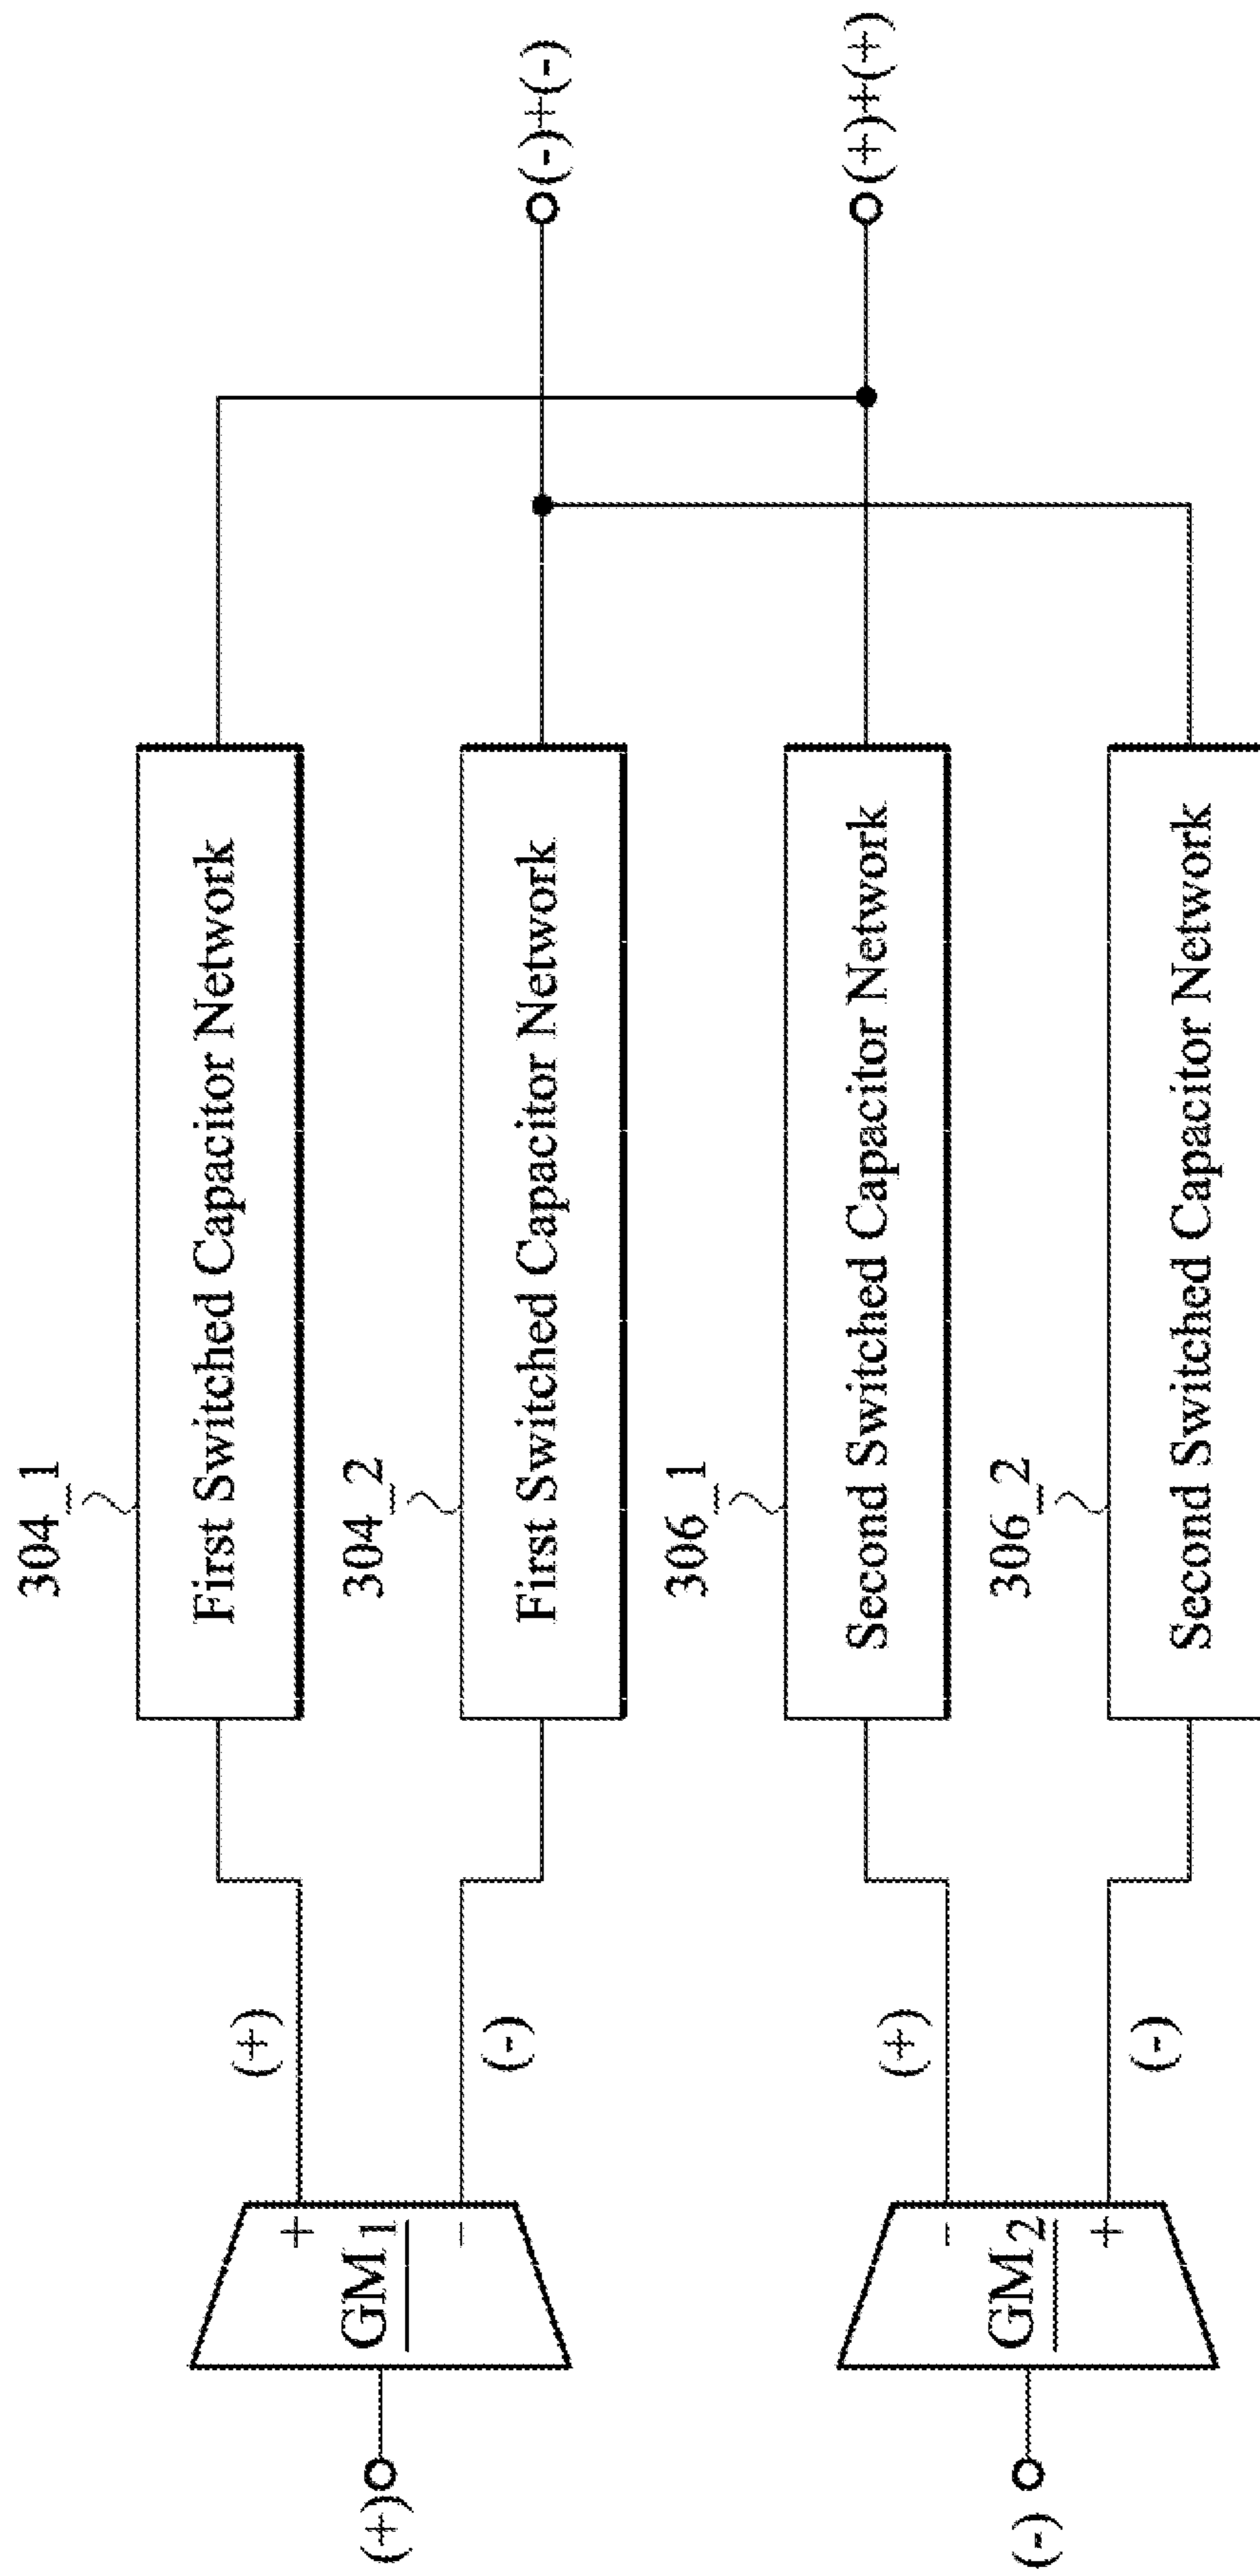 (+)
GM1
+
-
(+)
(-)
304_1
First Switched Capacitor Network
304_2
First Switched Capacitor Network
(-)+(-)
(-)
GM2
-
+
(+)
(-)
306_1
Second Switched Capacitor Network
306_2
Second Switched Capacitor Network
(+)+(+)